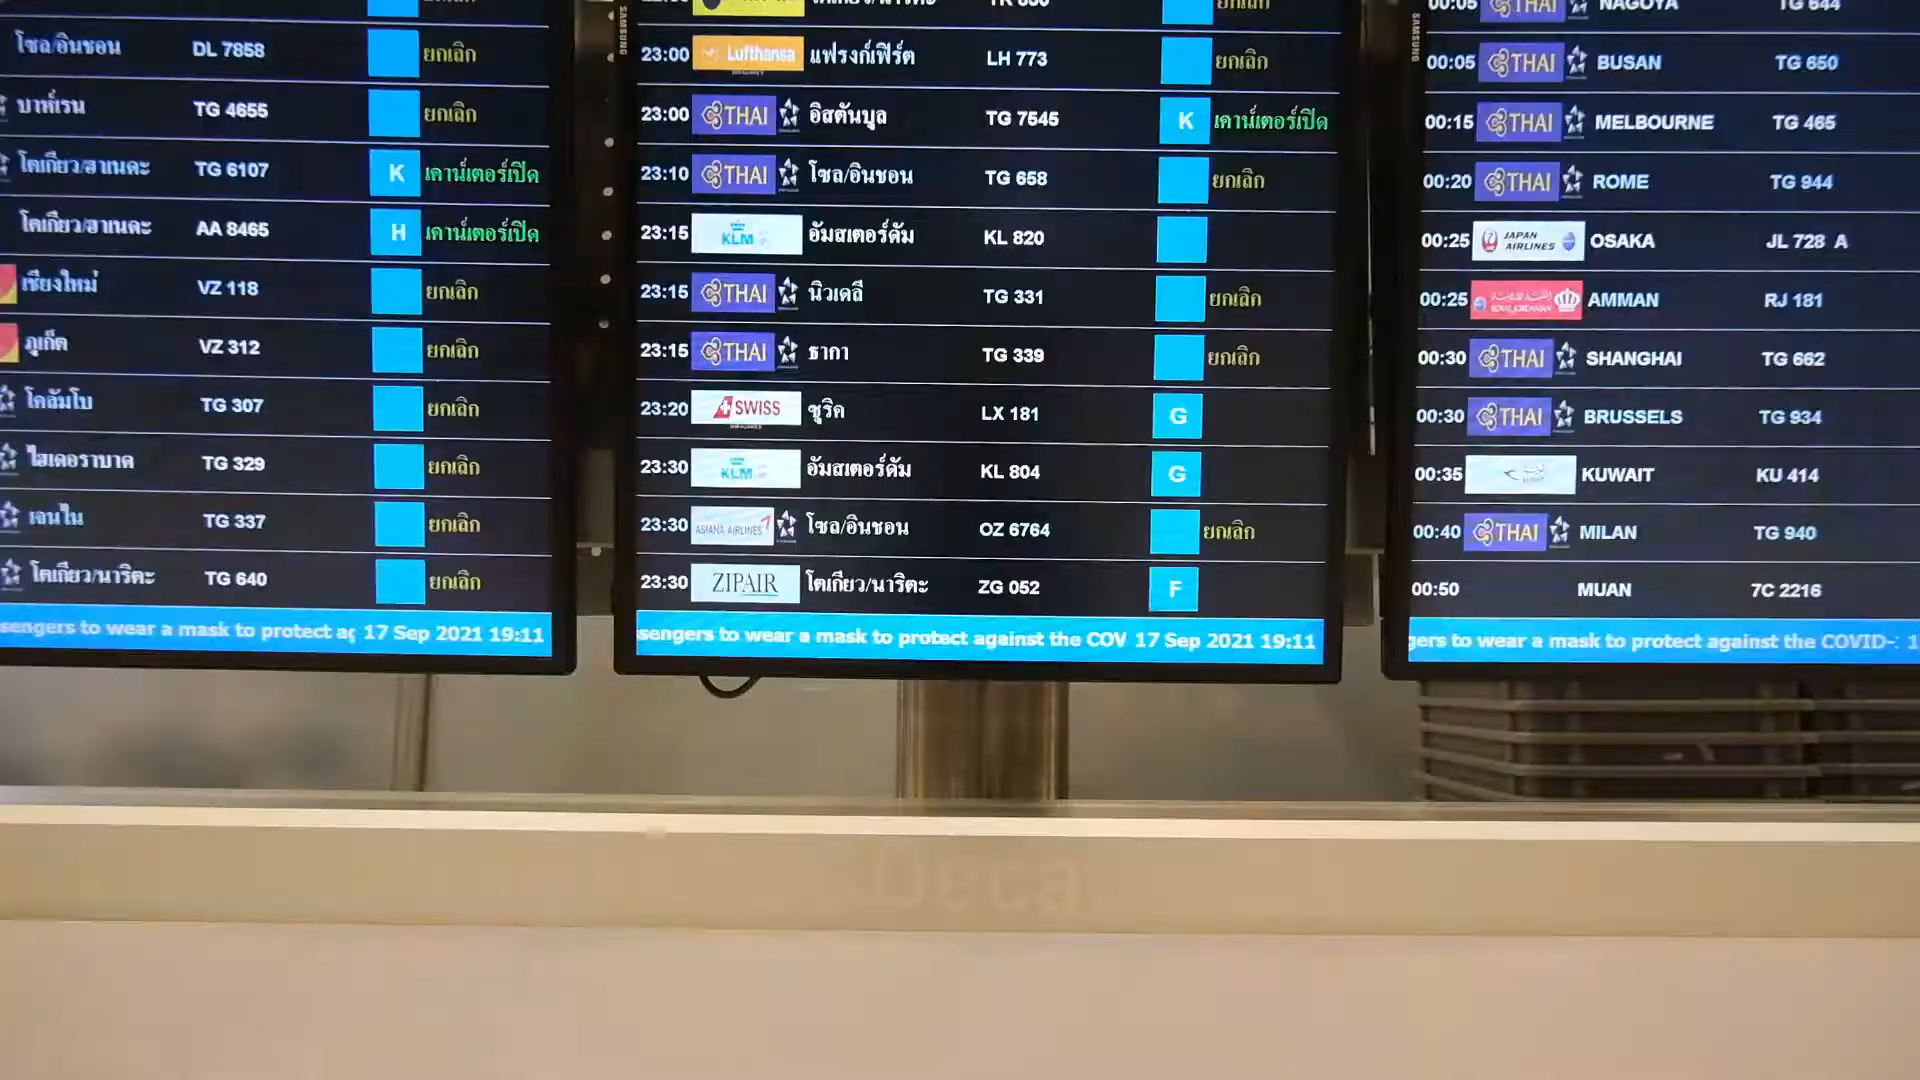 โซล/อินชอน DL 7858 ยกเลิก
บาห์เรน TG 4655 ยกเลิก
โตเกียว/ฮาเนดะ TG 6107 K เคาน์เตอร์เปิด
โตเกียว/ฮาเนดะ AA 8465 H เคาน์เตอร์เปิด
เชียงใหม่ VZ 118 ยกเลิก
ภูเก็ต VZ 312 ยกเลิก
โคลัมโบ TG 307 ยกเลิก
ไฮเดอราบาด TG 329 ยกเลิก
เจนไน TG 337 ยกเลิก
โตเกียว/นาริตะ TG 640 ยกเลิก
sengers to wear a mask to protect ag 17 Sep 2021 19:11
SAMSUNG
23:00 Lufthansa แฟรงก์เฟิร์ต LH 773 ยกเลิก
23:00 THAI อิสตันบูล TG 7545 K เคาน์เตอร์เปิด
23:10 THAI โซล/อินชอน TG 658 ยกเลิก
23:15 KLM อัมสเตอร์ดัม KL 820
23:15 THAI นิวเดลี TG 331 ยกเลิก
23:15 THAI ธากา TG 339 ยกเลิก
23:20 SWISS ซูริค LX 181 G
23:30 KLM อัมสเตอร์ดัม KL 804 G
23:30 ASIANA AIRLINES โซล/อินชอน OZ 6764 ยกเลิก
23:30 ZIPAIR โตเกียว/นาริตะ ZG 052 F
sengers to wear a mask to protect against the COV 17 Sep 2021 19:11
SAMSUNG
00:05 THAI NAGOYA TG 644
00:05 THAI BUSAN TG 650
00:15 THAI MELBOURNE TG 465
00:20 THAI ROME TG 944
00:25 JAPAN AIRLINES OSAKA JL 728 A
00:25 ROYAL JORDANIAN AMMAN RJ 181
00:30 THAI SHANGHAI TG 662
00:30 THAI BRUSSELS TG 934
00:35 KUWAIT KU 414
00:40 THAI MILAN TG 940
00:50 MUAN 7C 2216
gers to wear a mask to protect against the COVID-: 1